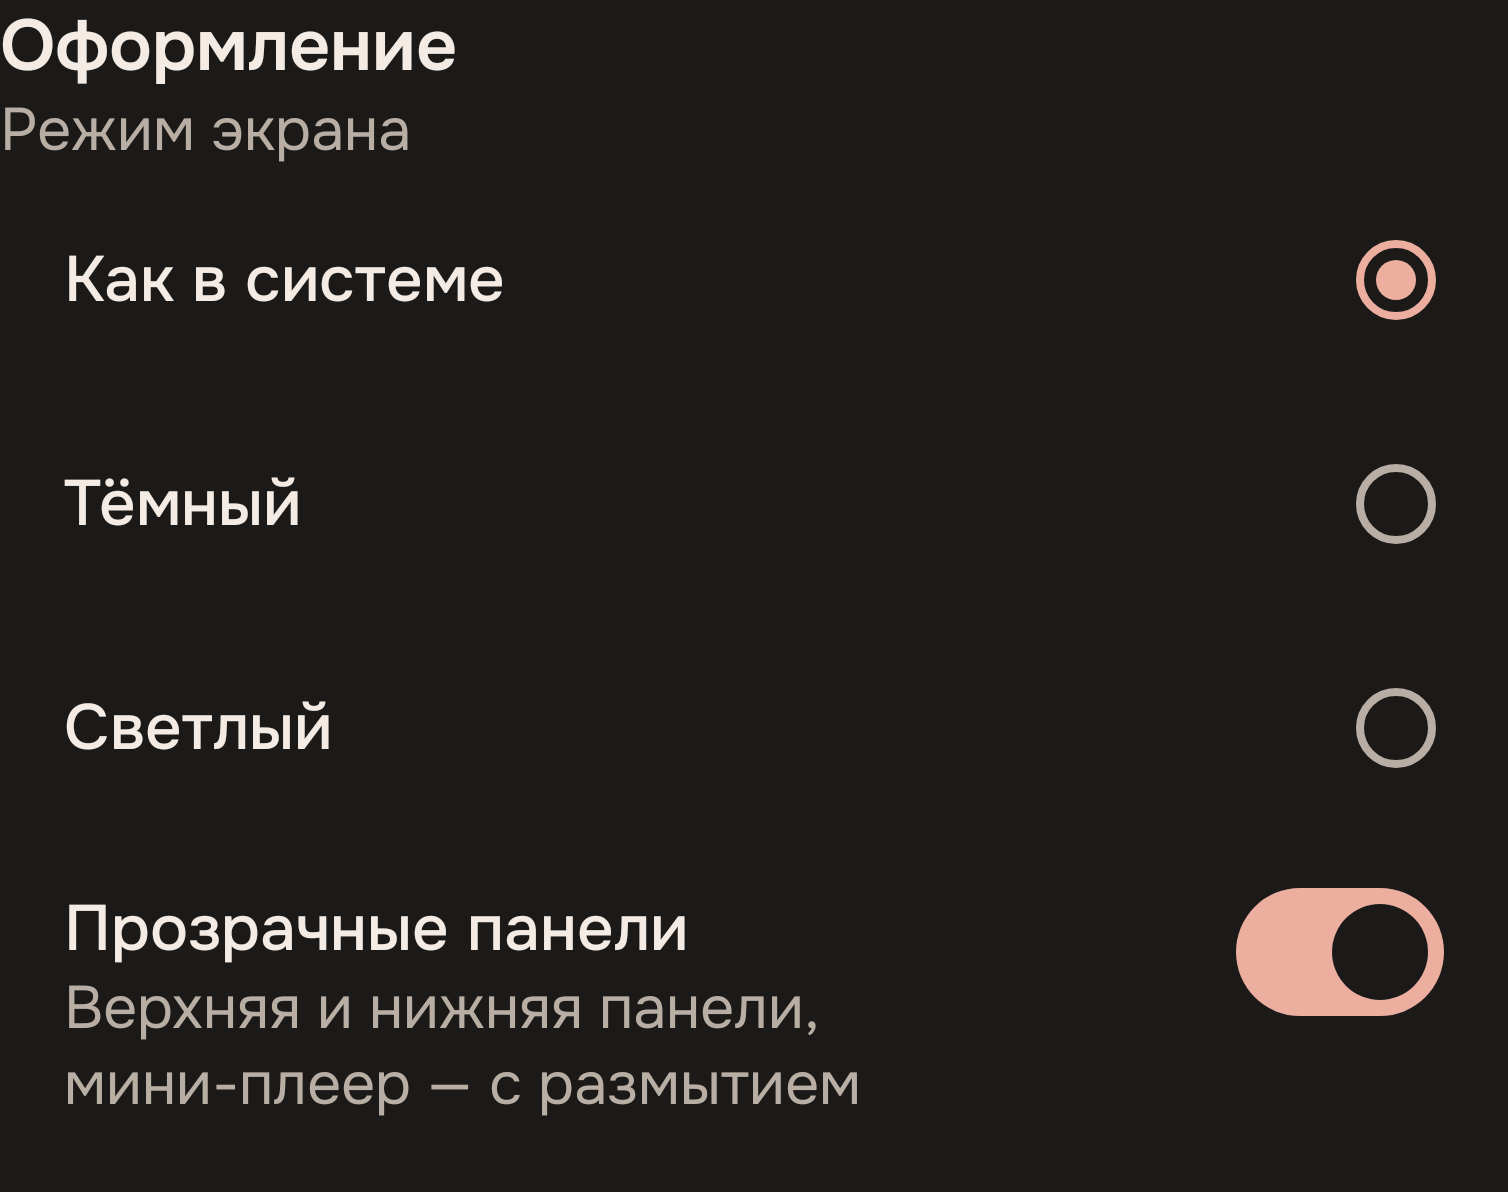 Оформление
Режим экрана
Как в системе
Тёмный
Светлый
Прозрачные панели
Верхняя и нижняя панели,
мини-плеер — с размытием